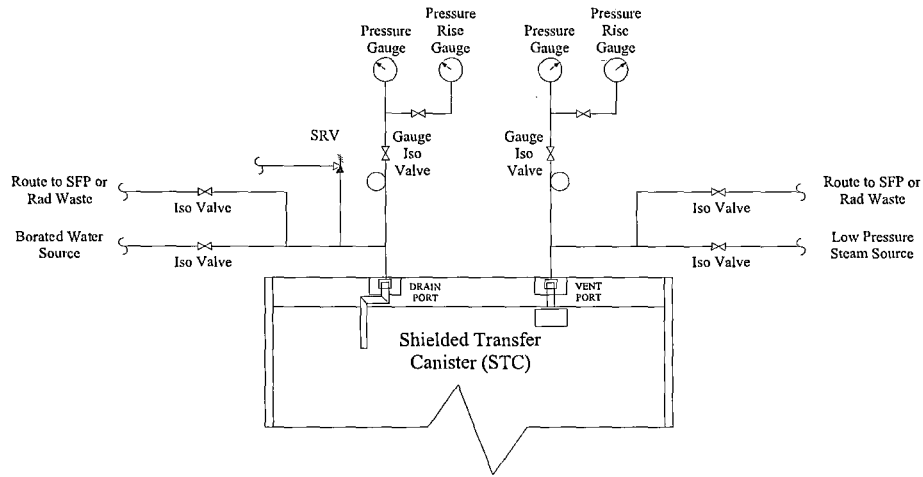 Pressure
Gauge
Pressure
Rise
Gauge
Pressure
Gauge
Pressure
Rise
Gauge
SRV
Gauge
Iso
Valve
Gauge
Iso
Valve
Route to SFP or
Rad Waste
Iso Valve
Iso Valve
Route to SFP or
Rad Waste
Borated Water
Source
Iso Valve
Iso Valve
Low Pressure
Steam Source
DRAIN
PORT
VENT
PORT
Shielded Transfer
Canister (STC)